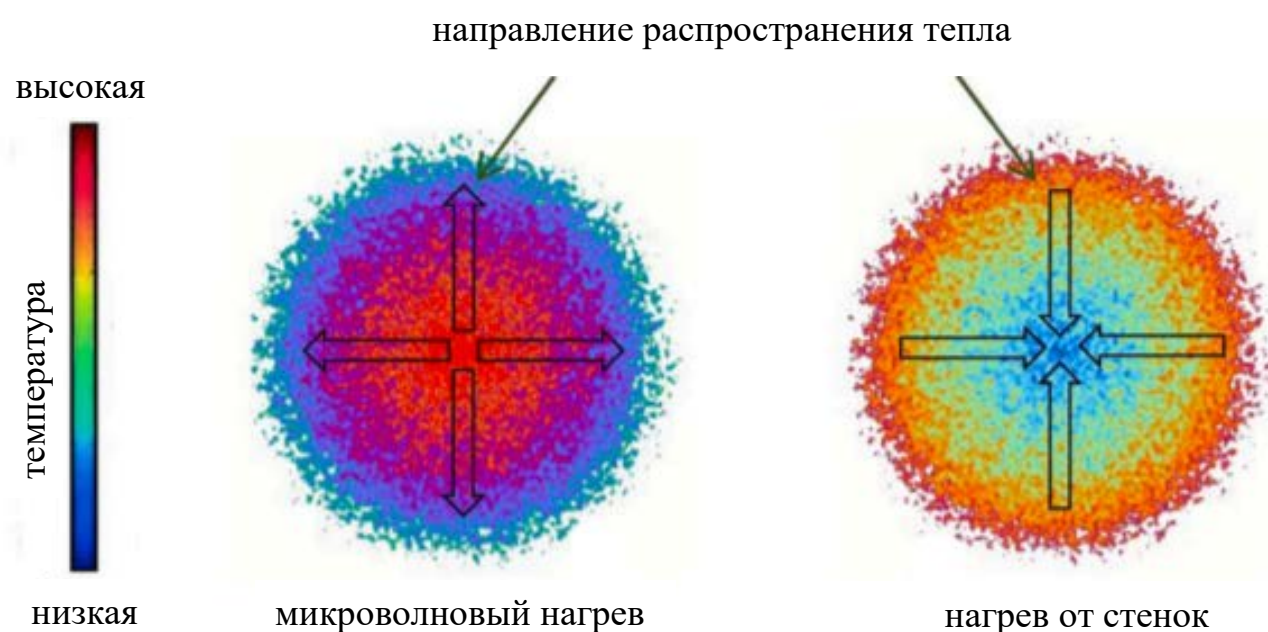 направление распространения тепла
высокая
температура
низкая
микроволновый нагрев
нагрев от стенок